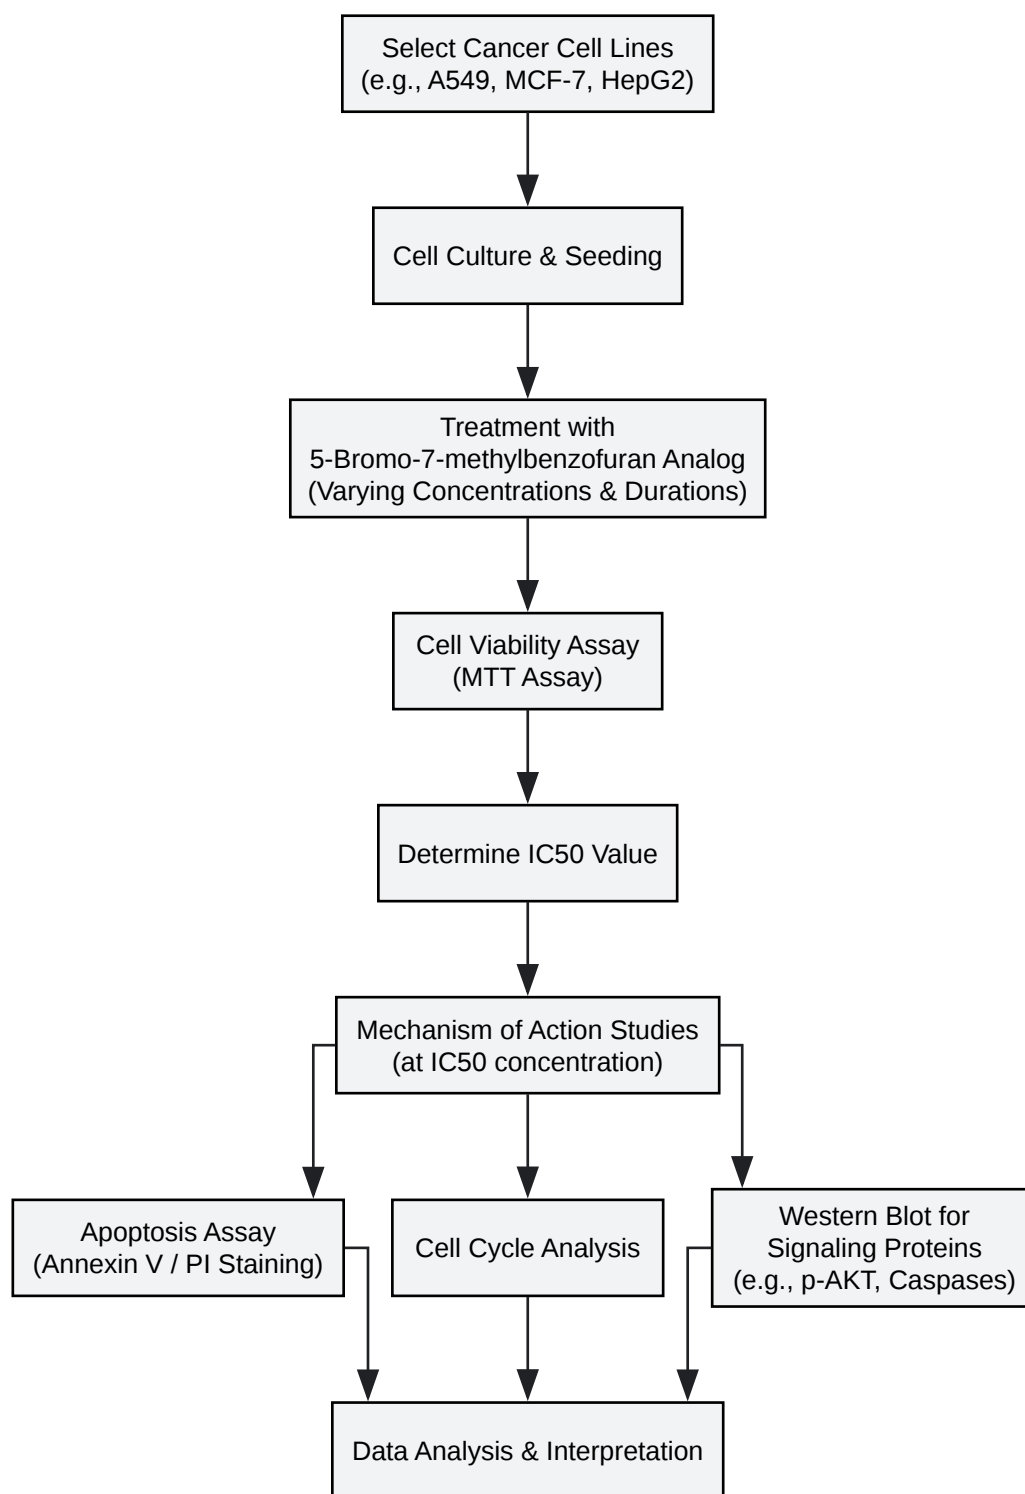 Select Cancer Cell Lines
(e.g., A549, MCF-7, HepG2)
Cell Culture & Seeding
Treatment with
5-Bromo-7-methylbenzofuran Analog
(Varying Concentrations & Durations)
Cell Viability Assay
(MTT Assay)
Determine IC50 Value
Mechanism of Action Studies
(at IC50 concentration)
Apoptosis Assay
(Annexin V / PI Staining)
Cell Cycle Analysis
Western Blot for
Signaling Proteins
(e.g., p-AKT, Caspases)
Data Analysis & Interpretation